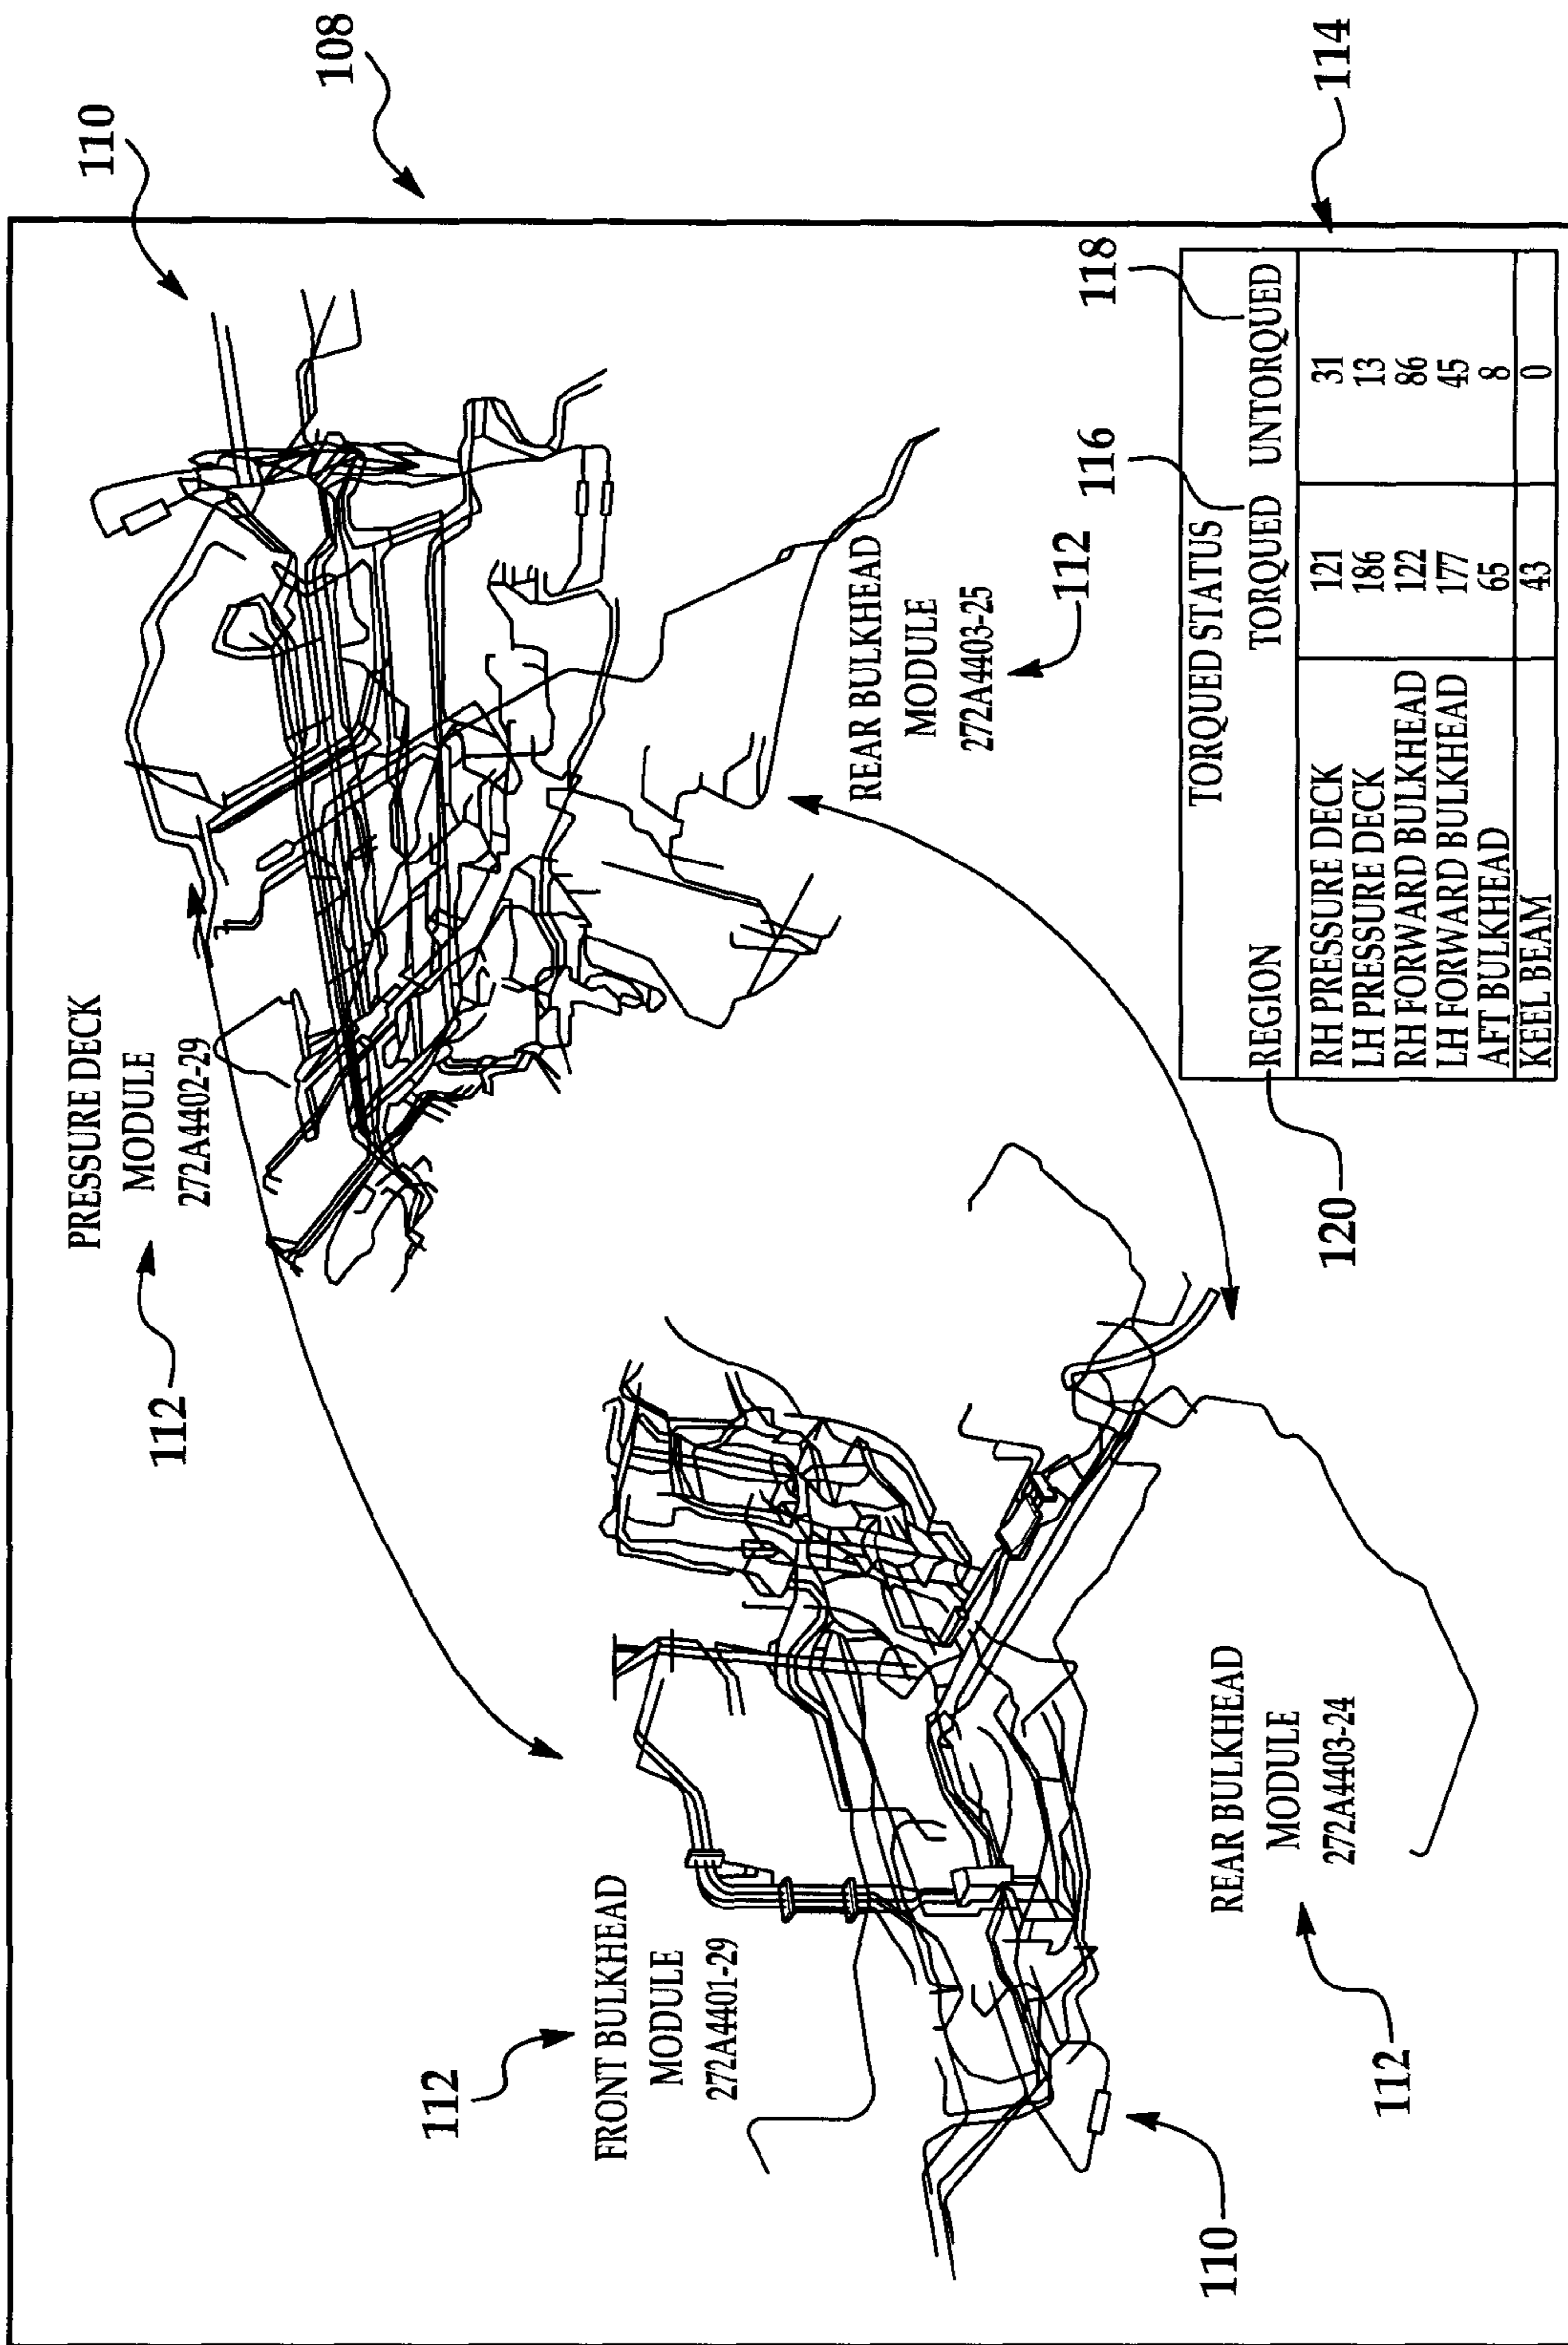 108
110
PRESSURE DECK
MODULE
272A4402-29
112
REAR BULKHEAD
MODULE
272A4403-25
112
112
FRONT BULKHEAD
MODULE
272A4401-29
REAR BULKHEAD
MODULE
272A4403-24
112
110
114
116
118
120
TORQUED STATUS
REGION TORQUED UNTORQUED
RH PRESSURE DECK 121 31
LH PRESSURE DECK 186 13
RH FORWARD BULKHEAD 122 86
LH FORWARD BULKHEAD 177 45
AFT BULKHEAD 65 8
KEEL BEAM 43 0